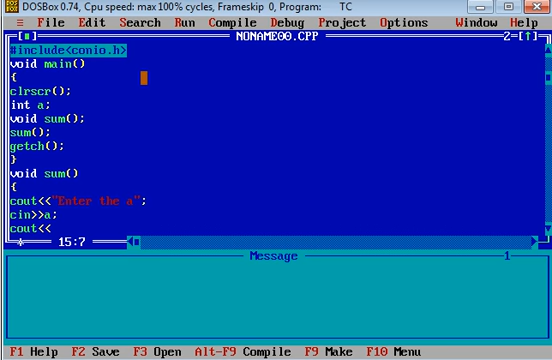 DOSBox 0.74, Cpu speed: max 100% cycles, Frameskip 0, Program: TC
≡ File Edit Search Run Compile Debug Project Options Window Help
[■] NONAME00.CPP 2=[↑]
#include<conio.h>
void main()
{
clrscr();
int a;
void sum();
sum();
getch();
}
void sum()
{
cout<<"Enter the a";
cin>>a;
cout<<
15:7
Message 1
F1 Help F2 Save F3 Open Alt-F9 Compile F9 Make F10 Menu